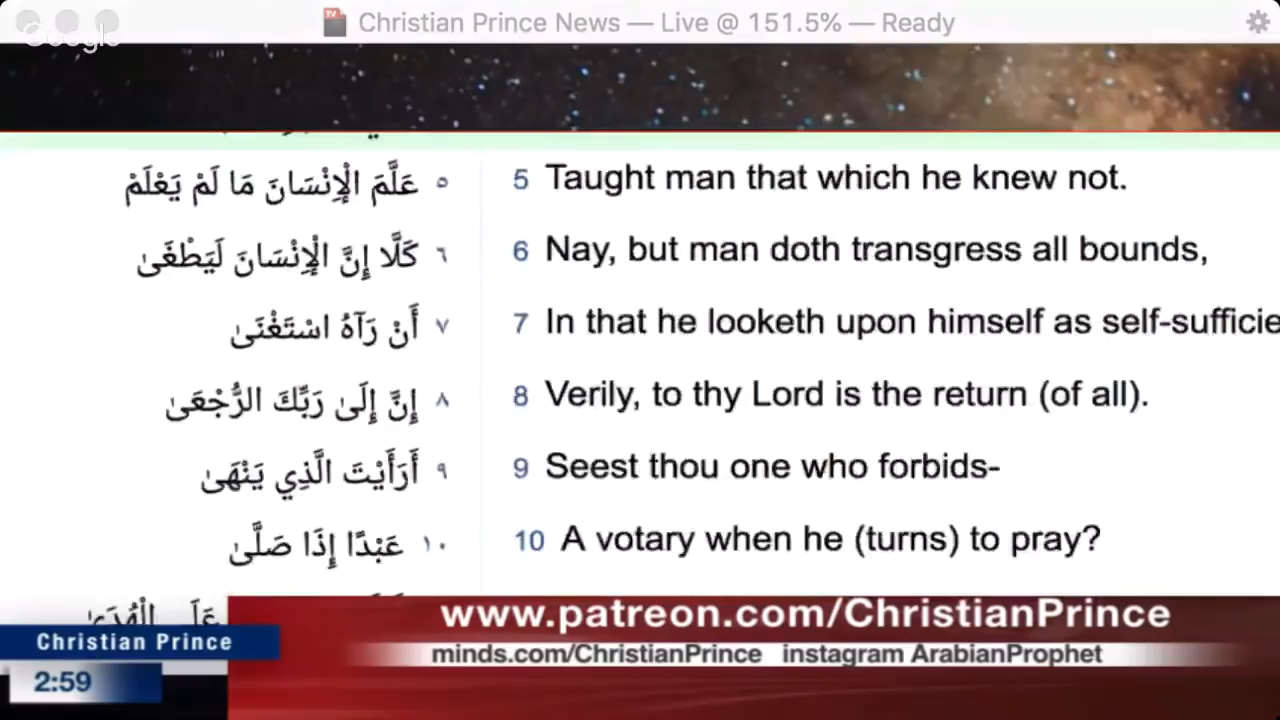 Christian Prince News — Live @ 151.5% — Ready
Google
عَلَّمَ الْإِنْسَانَ مَا لَمْ يَعْلَمْ ٥
5 Taught man that which he knew not.
كَلَّا إِنَّ الْإِنْسَانَ لَيَطْغَىٰ ٦
6 Nay, but man doth transgress all bounds,
أَنْ رَآهُ اسْتَغْنَىٰ ٧
7 In that he looketh upon himself as self-sufficie
إِنَّ إِلَىٰ رَبِّكَ الرُّجْعَىٰ ٨
8 Verily, to thy Lord is the return (of all).
أَرَأَيْتَ الَّذِي يَنْهَىٰ ٩
9 Seest thou one who forbids-
عَبْدًا إِذَا صَلَّىٰ ١٠
10 A votary when he (turns) to pray?
www.patreon.com/ChristianPrince
Christian Prince
minds.com/ChristianPrince instagram ArabianProphet
2:59